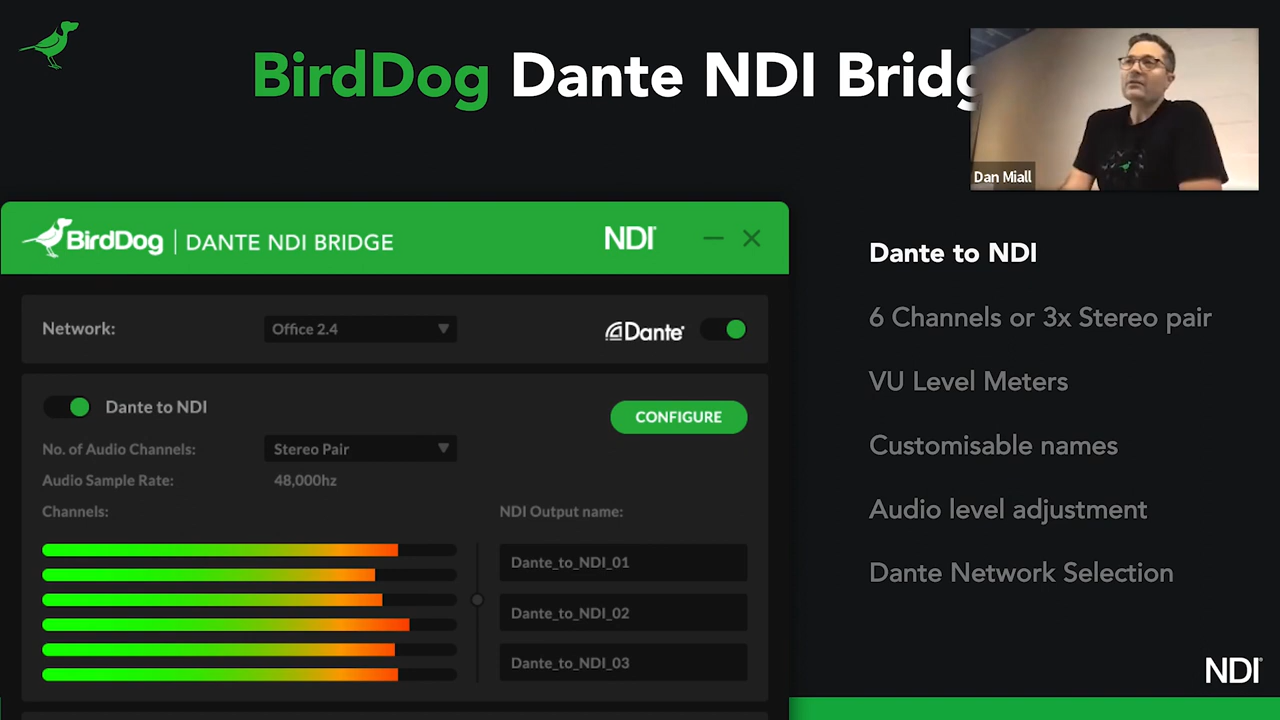 BirdDog Dante NDI Bridg
Dan Miall
BirdDog | DANTE NDI BRIDGE
NDI
Network:
Office 2.4
Dante
Dante to NDI
CONFIGURE
No. of Audio Channels:
Stereo Pair
Audio Sample Rate:
48,000hz
Channels:
NDI Output name:
Dante_to_NDI_01
Dante_to_NDI_02
Dante_to_NDI_03
Dante to NDI
6 Channels or 3x Stereo pair
VU Level Meters
Customisable names
Audio level adjustment
Dante Network Selection
NDI